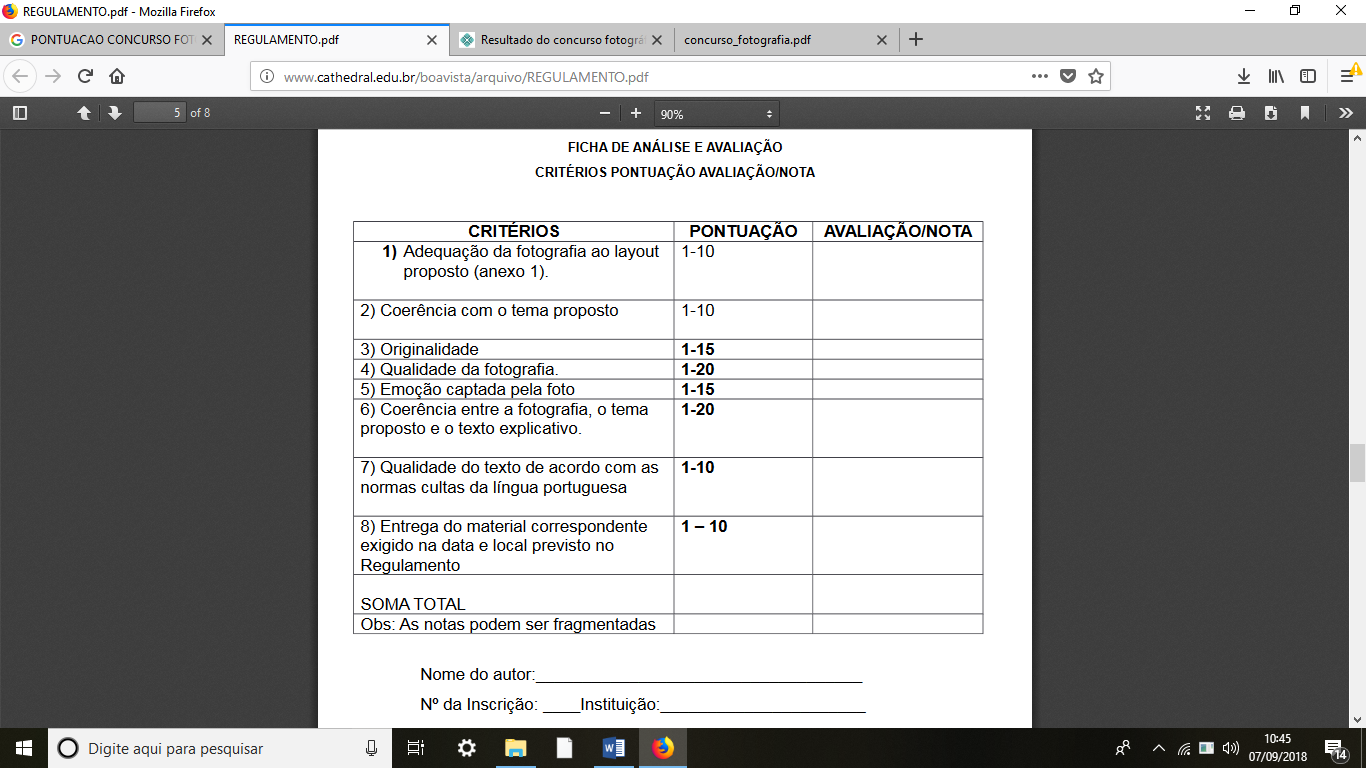 REGULAMENTO.pdf - Mozilla Firefox
PONTUACAO CONCURSO FOT
REGULAMENTO.pdf
Resultado do concurso fotográ
concurso_fotografia.pdf
www.cathedral.edu.br/boavista/arquivo/REGULAMENTO.pdf
5 of 8
90%
FICHA DE ANÁLISE E AVALIAÇÃO
CRITÉRIOS PONTUAÇÃO AVALIAÇÃO/NOTA
CRITÉRIOS PONTUAÇÃO AVALIAÇÃO/NOTA
1) Adequação da fotografia ao layout 1-10
proposto (anexo 1).
2) Coerência com o tema proposto 1-10
3) Originalidade 1-15
4) Qualidade da fotografia. 1-20
5) Emoção captada pela foto 1-15
6) Coerência entre a fotografia, o tema 1-20
proposto e o texto explicativo.
7) Qualidade do texto de acordo com as 1-10
normas cultas da língua portuguesa
8) Entrega do material correspondente 1 – 10
exigido na data e local previsto no
Regulamento
SOMA TOTAL
Obs: As notas podem ser fragmentadas
Nome do autor:___________________________________
Nº da Inscrição: ____Instituição:______________________
Digite aqui para pesquisar
10:45
07/09/2018
14